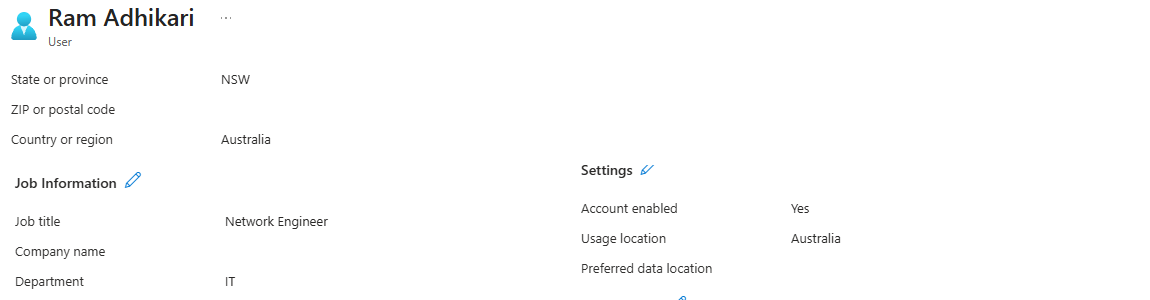 Ram Adhikari ...
User
State or province NSW
ZIP or postal code
Country or region Australia
Job Information
Job title Network Engineer
Company name
Department IT
Settings
Account enabled Yes
Usage location Australia
Preferred data location